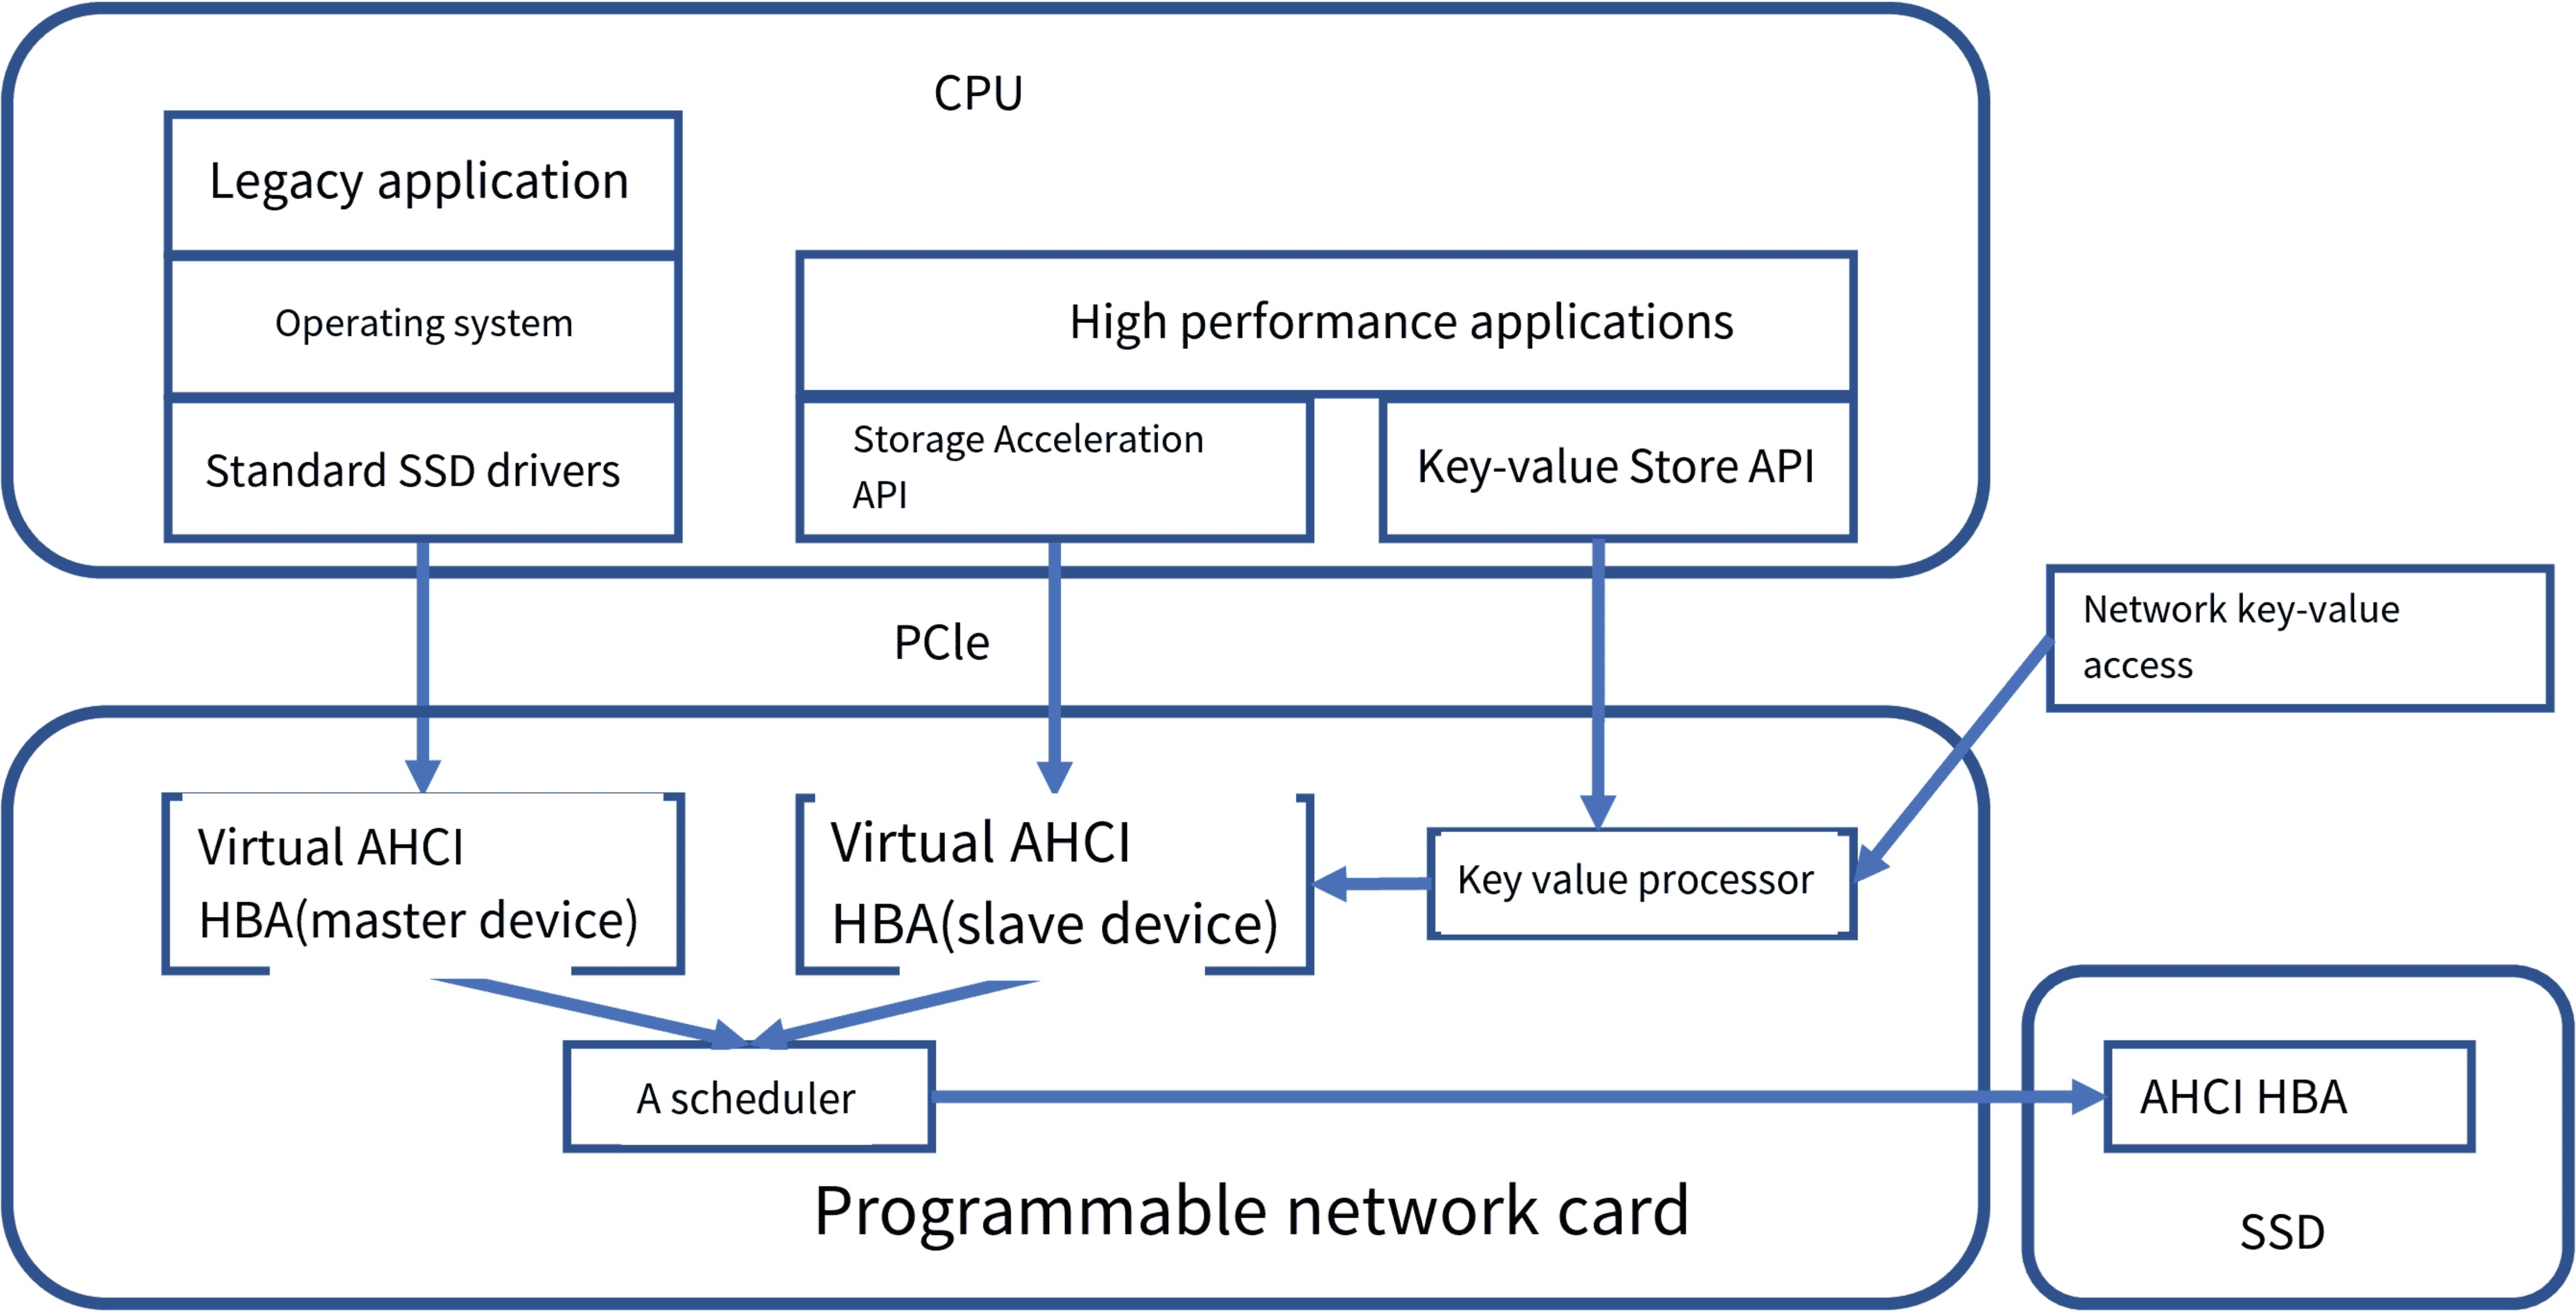 CPU
Legacy application
Operating system
Standard SSD drivers
High performance applications
Storage Acceleration
API
Key-value Store API
PCle
Network key-value
access
Virtual AHCI
HBA(master device)
Virtual AHCI
HBA(slave device)
Key value processor
A scheduler
AHCI HBA
Programmable network card
SSD